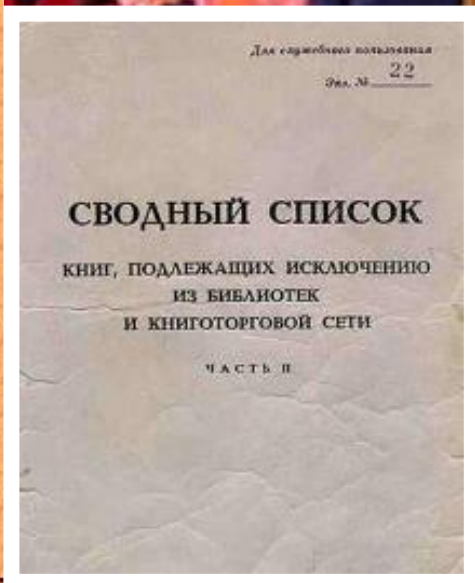 Для служебного пользования
Экз. № 22
СВОДНЫЙ СПИСОК
КНИГ, ПОДЛЕЖАЩИХ ИСКЛЮЧЕНИЮ
ИЗ БИБЛИОТЕК
И КНИГОТОРГОВОЙ СЕТИ
ЧАСТЬ II